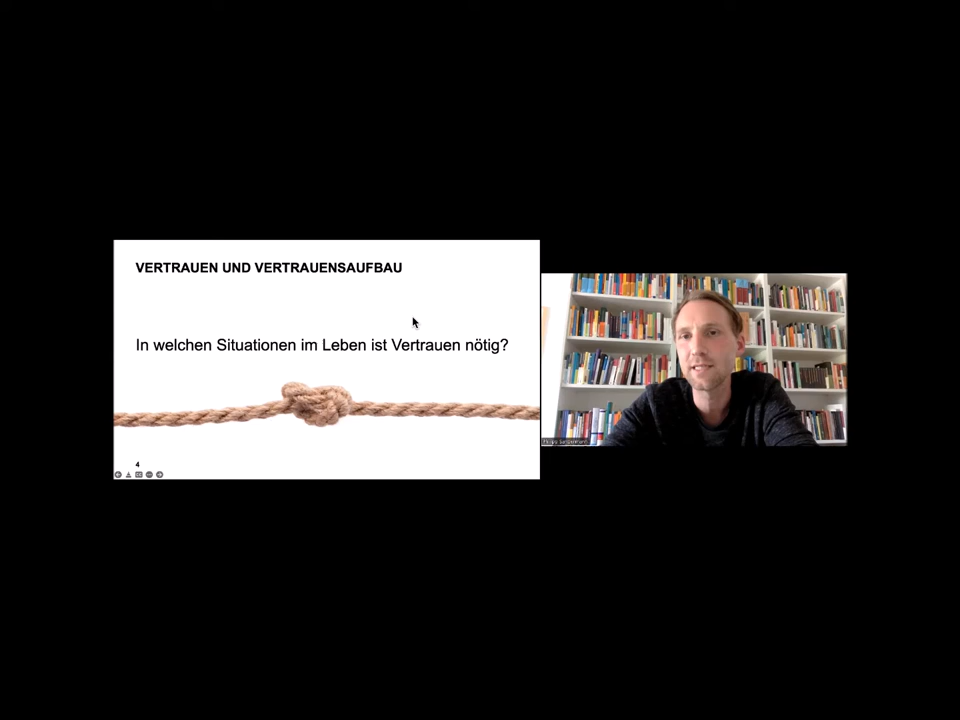 VERTRAUEN UND VERTRAUENSAUFBAU
In welchen Situationen im Leben ist Vertrauen nötig?
4